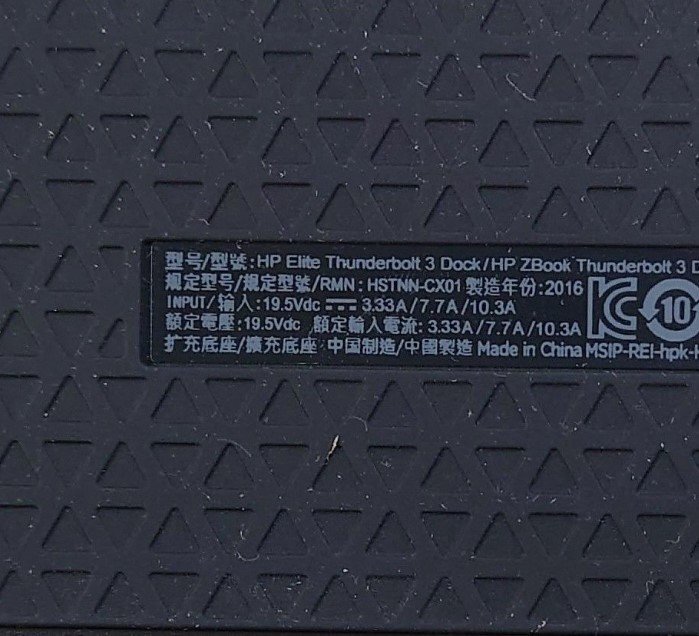 型号/型號:HP Elite Thunderbolt 3 Dock/HP ZBook Thunderbolt 3 D
规定型号/規定型號/RMN: HSTNN-CX01 製造年份:2016
INPUT/输入:19.5Vdc ⎓ 3.33A/7.7A/10.3A
額定電壓:19.5Vdc 額定輸入電流: 3.33A/7.7A/10.3A
扩充底座/擴充底座 中国制造/中國製造 Made in China MSIP-REI-hpk-
KC 10